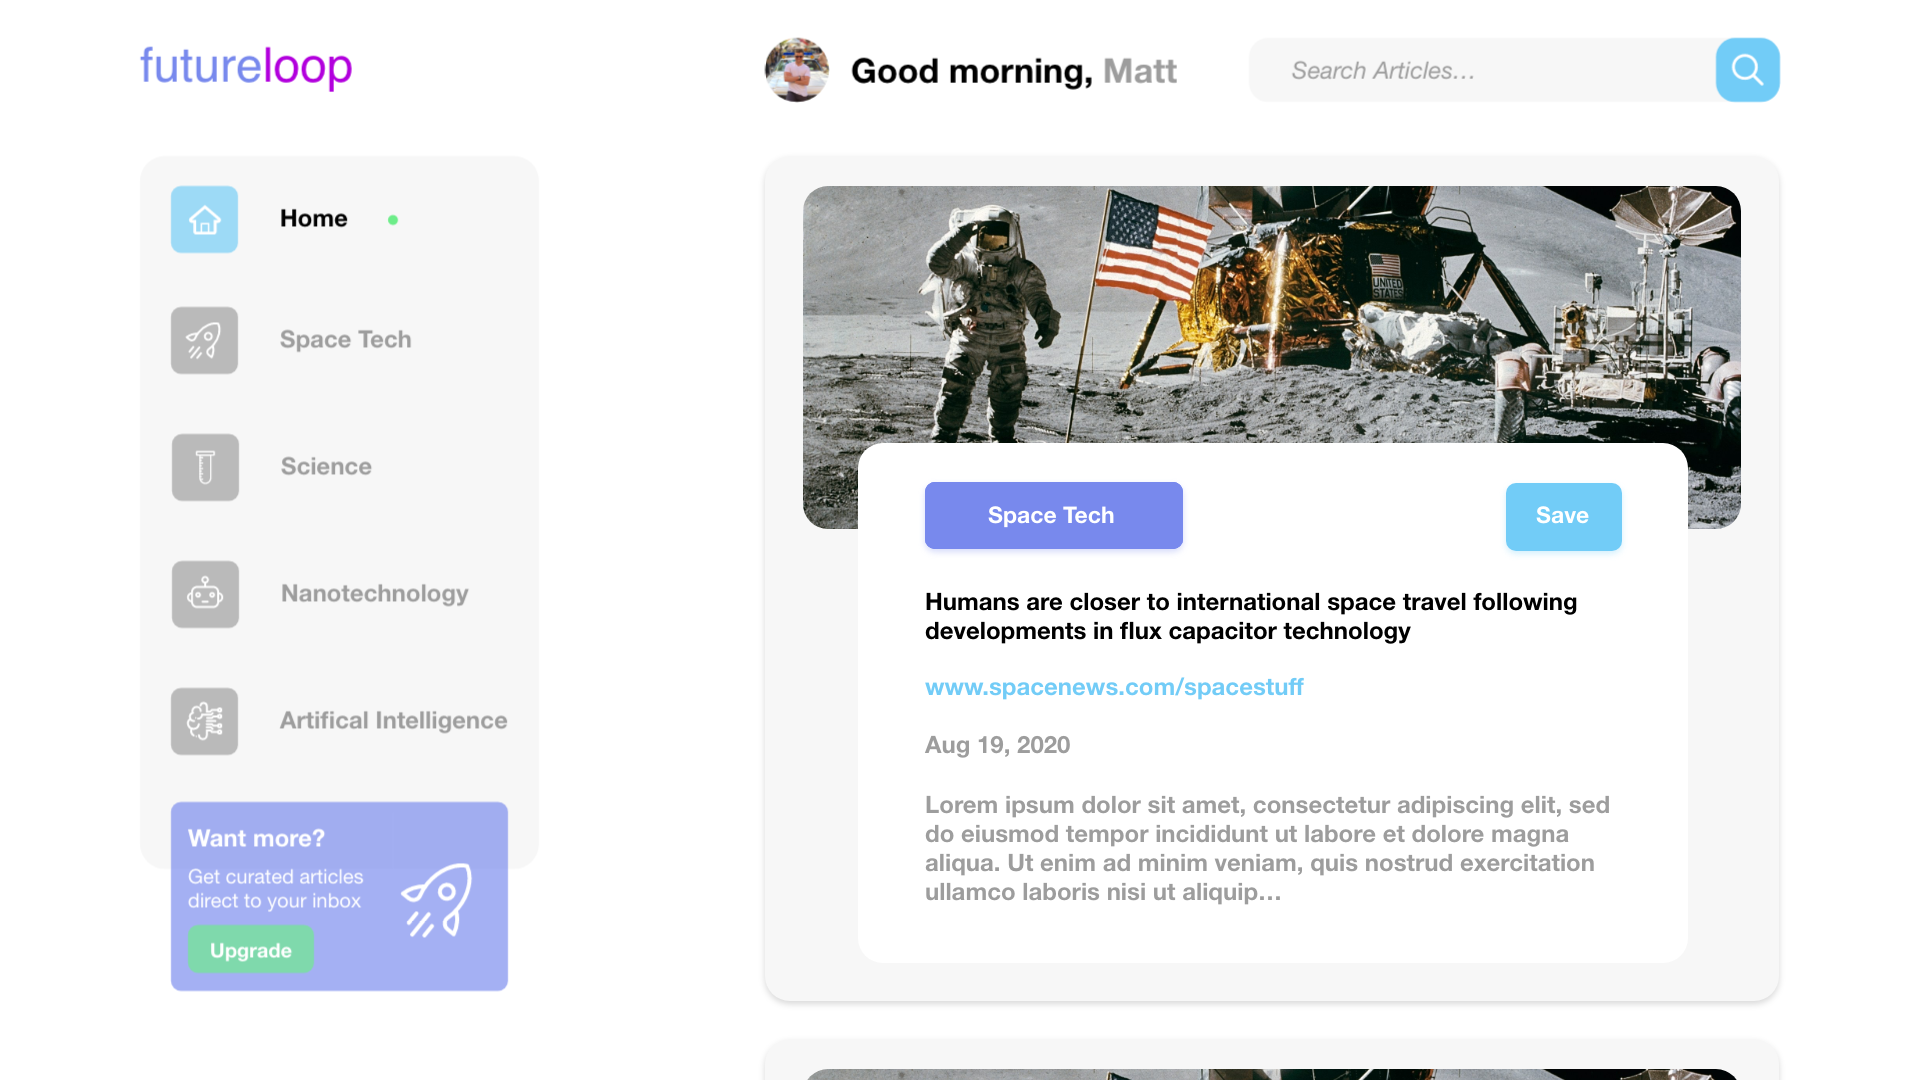 futureloop
Good morning, Matt
Search Articles...
Home
Space Tech
Science
Nanotechnology
Artifical Intelligence
Want more?
Get curated articles
direct to your inbox
Upgrade
UNITED
STATES
Space Tech
Save
Humans are closer to international space travel following
developments in flux capacitor technology
www.spacenews.com/spacestuff
Aug 19, 2020
Lorem ipsum dolor sit amet, consectetur adipiscing elit, sed
do eiusmod tempor incididunt ut labore et dolore magna
aliqua. Ut enim ad minim veniam, quis nostrud exercitation
ullamco laboris nisi ut aliquip...